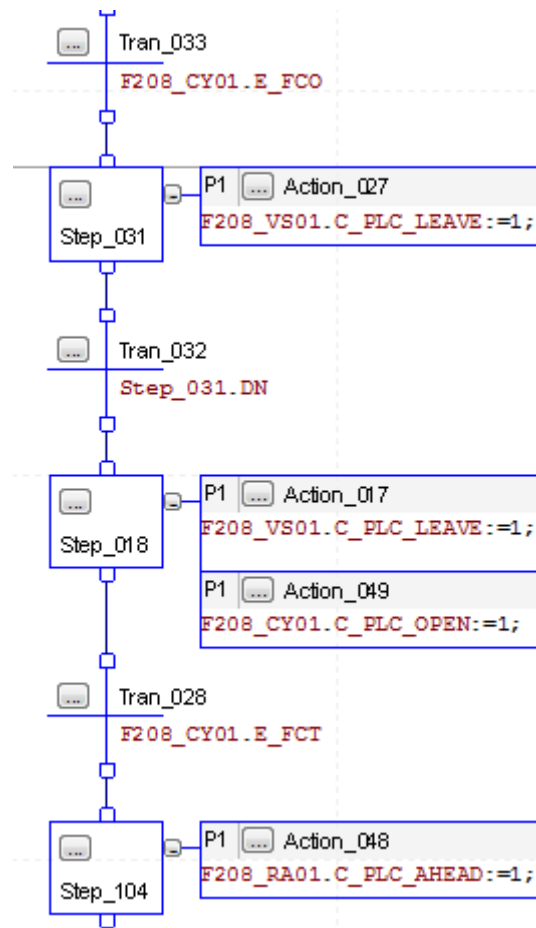 ... Tran_033
F208_CY01.E_FCO
P1 ... Action_027
...
F208_VS01.C_PLC_LEAVE:=1;
Step_031
... Tran_032
Step_031.DN
P1 ... Action_017
...
F208_VS01.C_PLC_LEAVE:=1;
Step_018
P1 ... Action_049
F208_CY01.C_PLC_OPEN:=1;
... Tran_028
F208_CY01.E_FCT
P1 ... Action_048
...
F208_RA01.C_PLC_AHEAD:=1;
Step_104